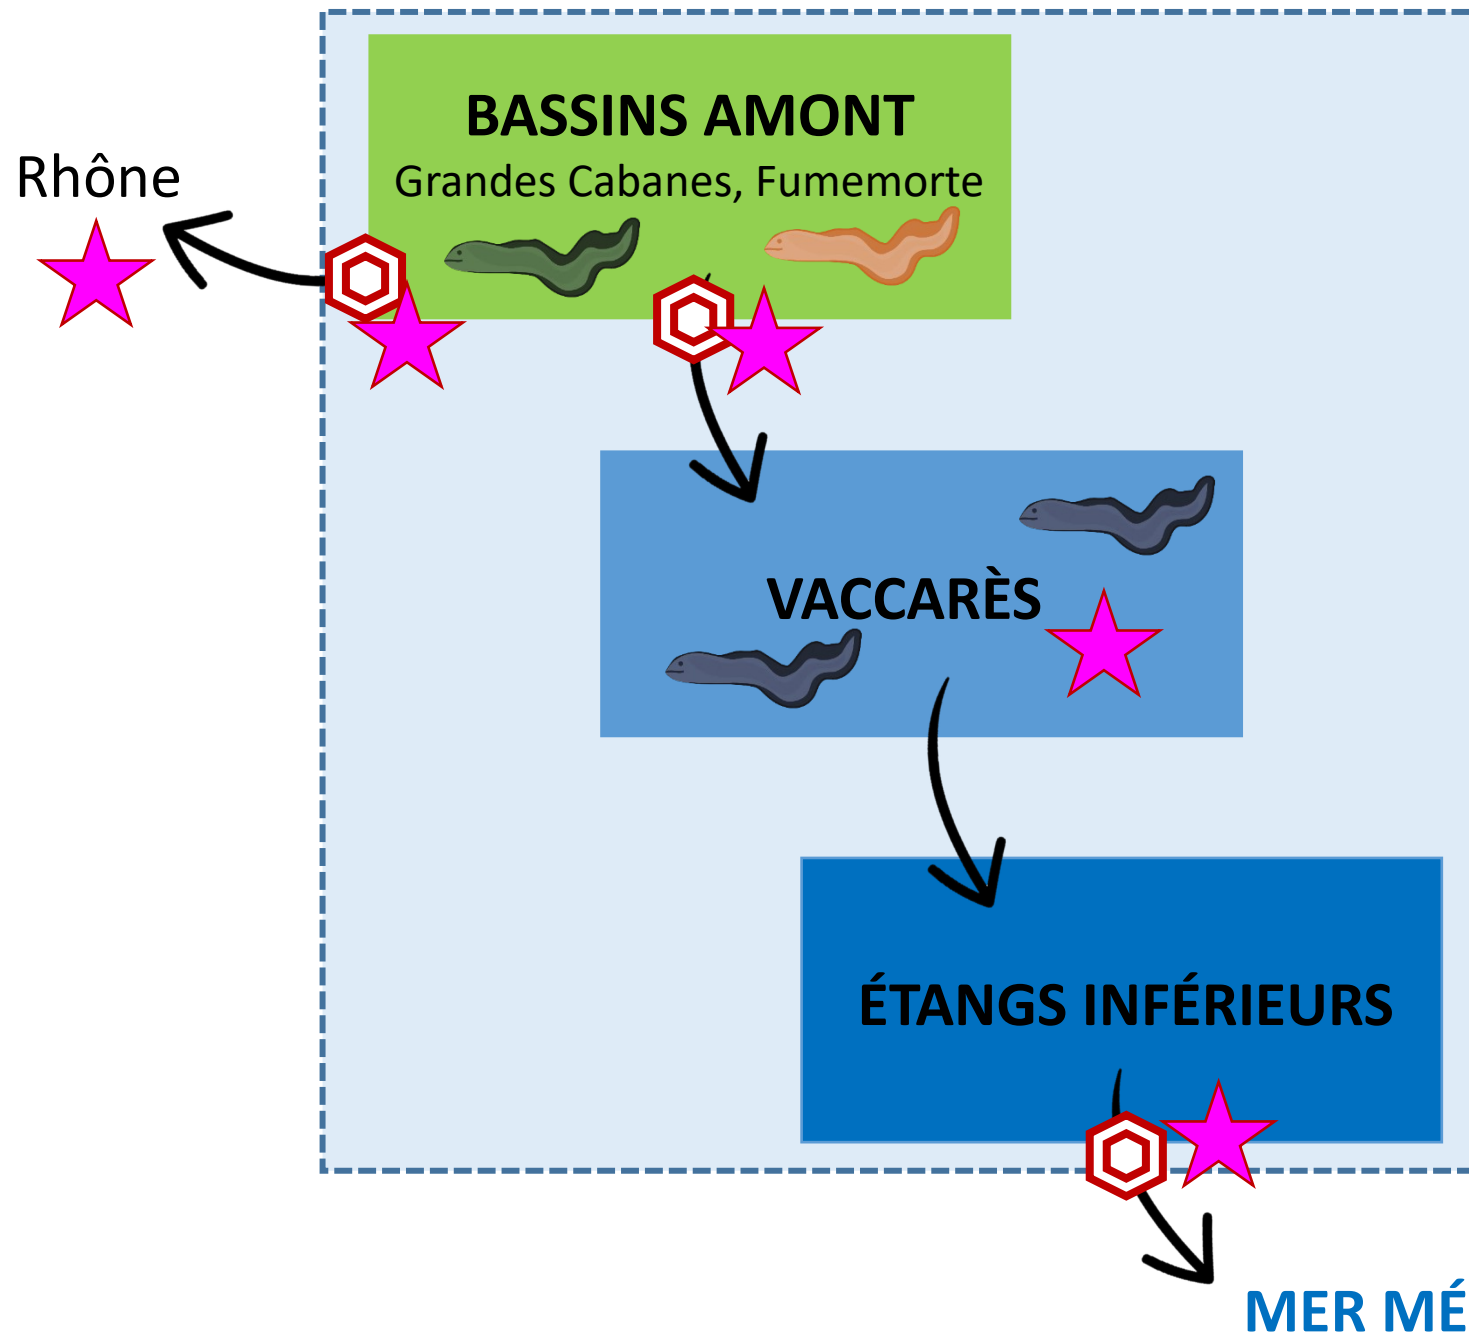 BASSINS AMONT
Grandes Cabanes, Fumemorte
Rhône
VACCARÈS
ÉTANGS INFÉRIEURS
MER MÉ